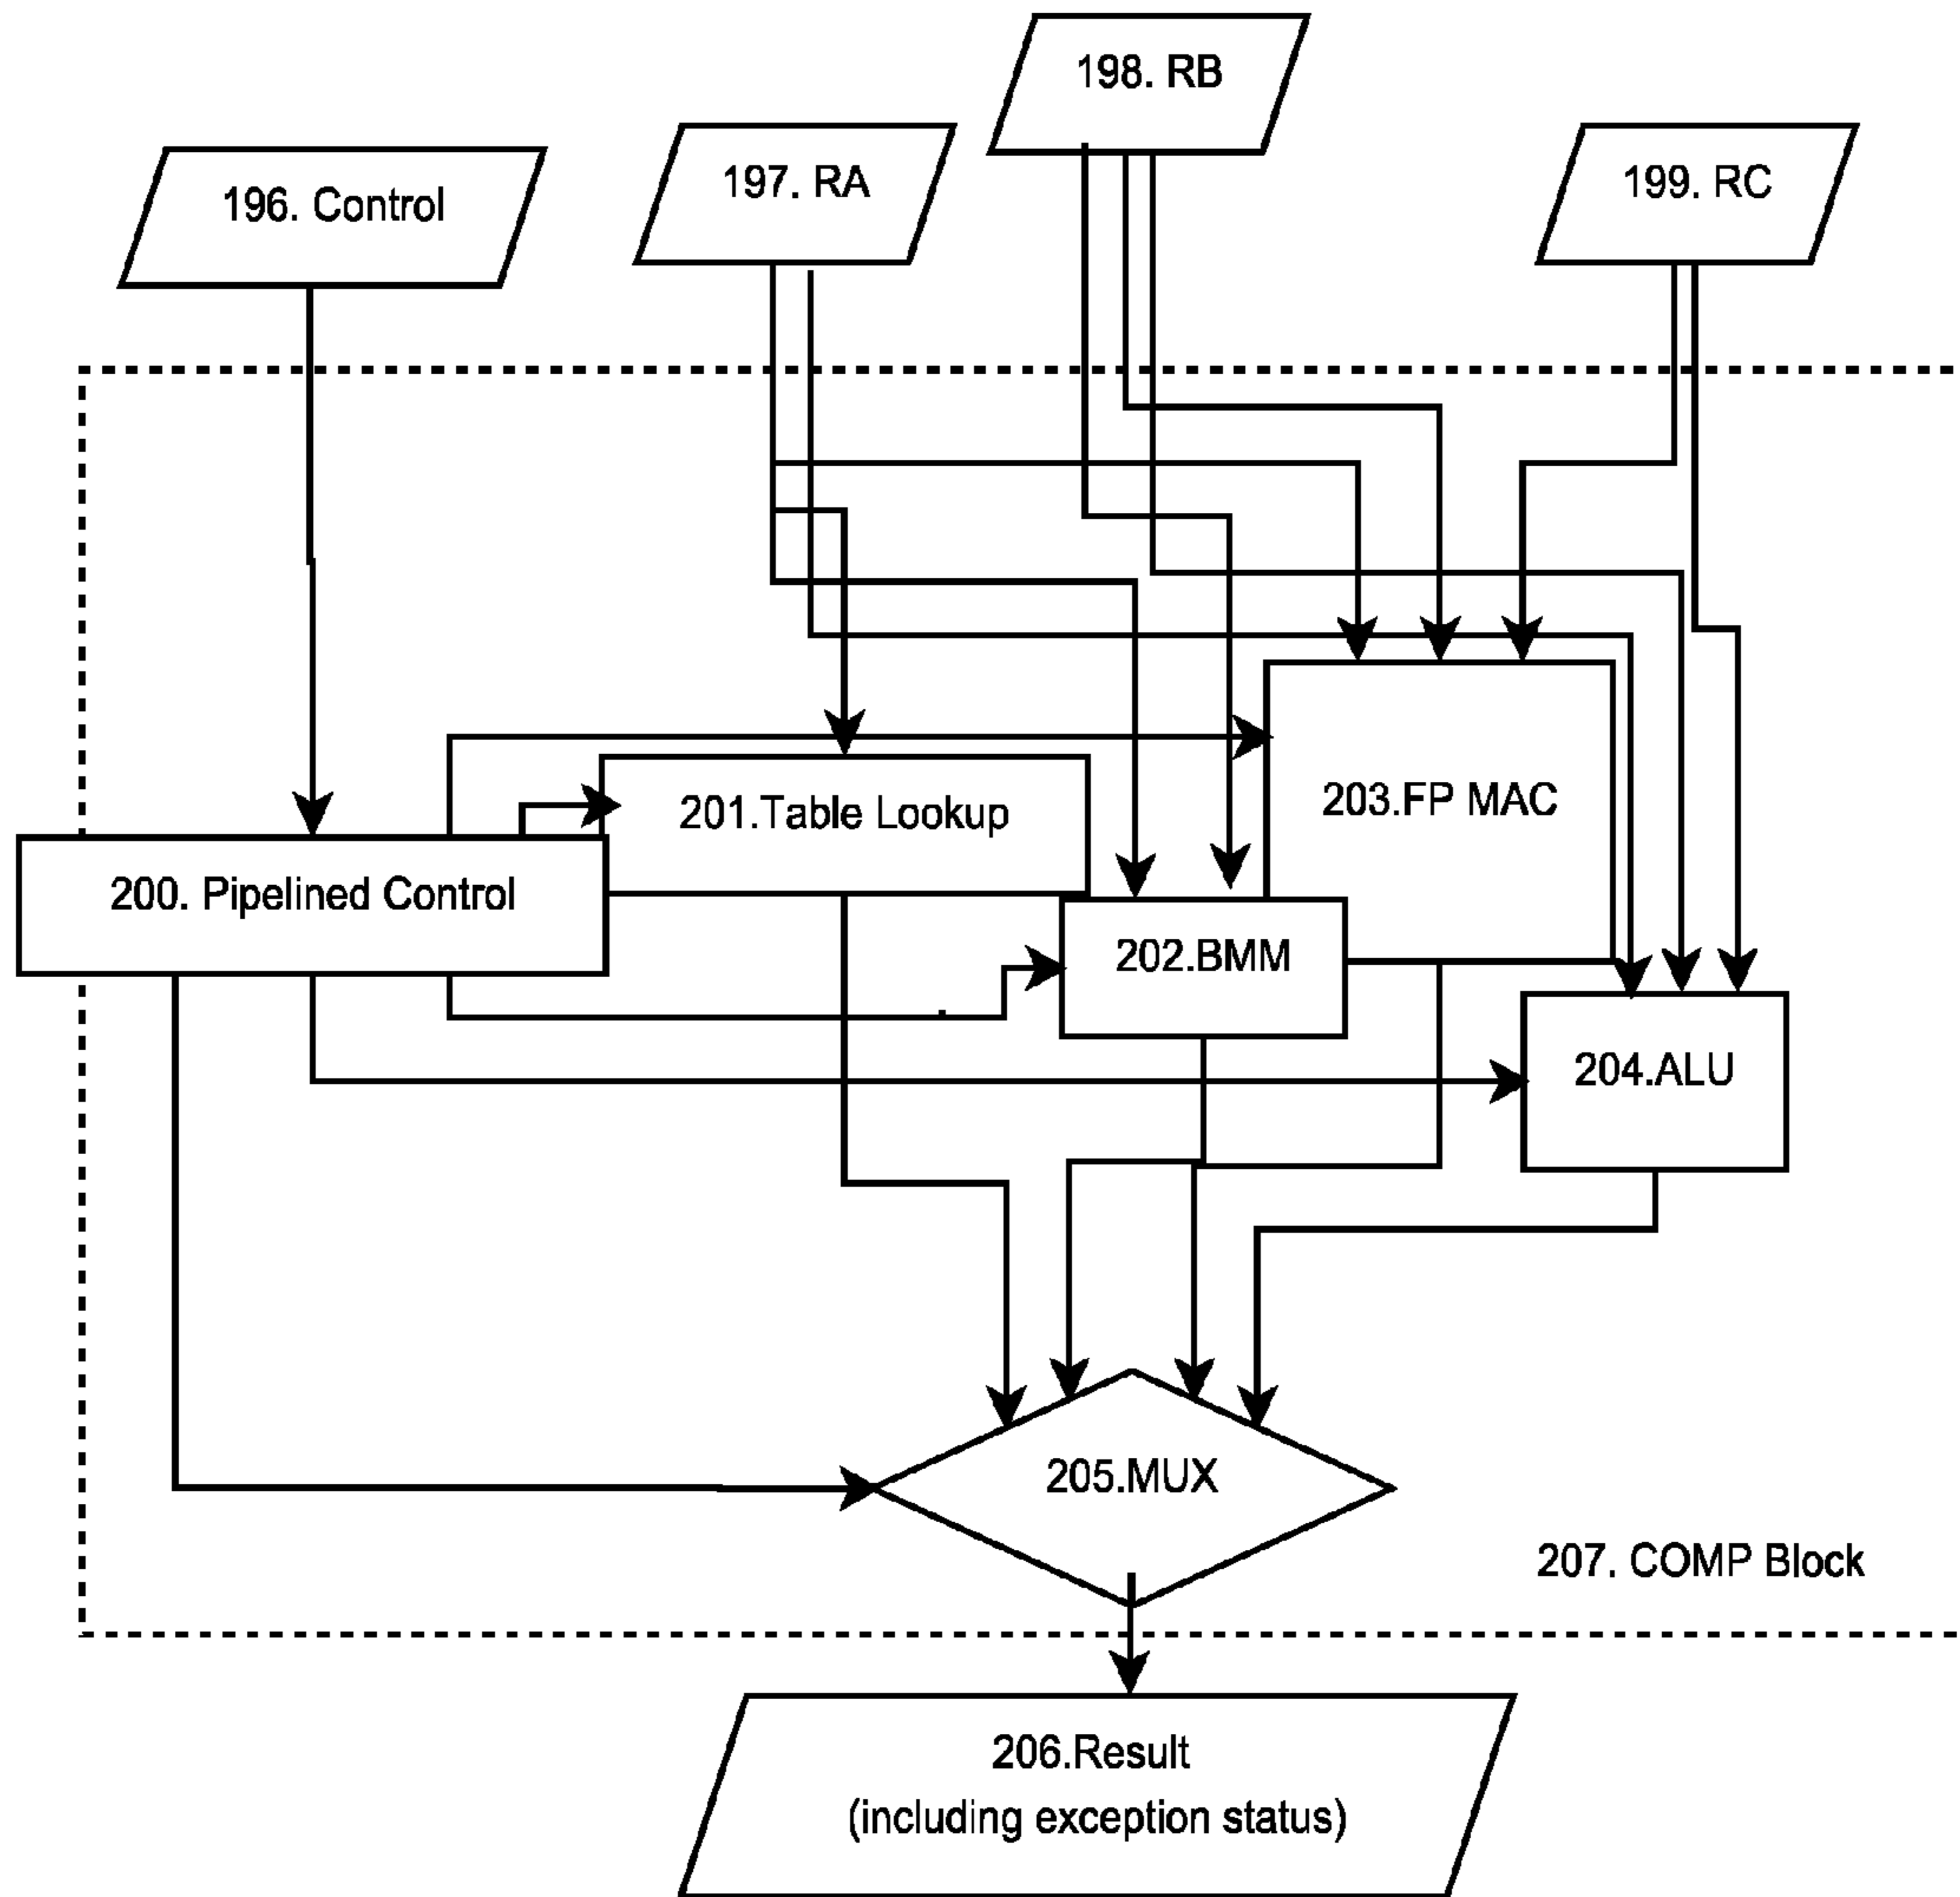 198. RB
197. RA
199. RC
196. Control
201.Table Lookup
203.FP MAC
200. Pipelined Control
202.BMM
204.ALU
205.MUX
207. COMP Block
206.Result
(including exception status)